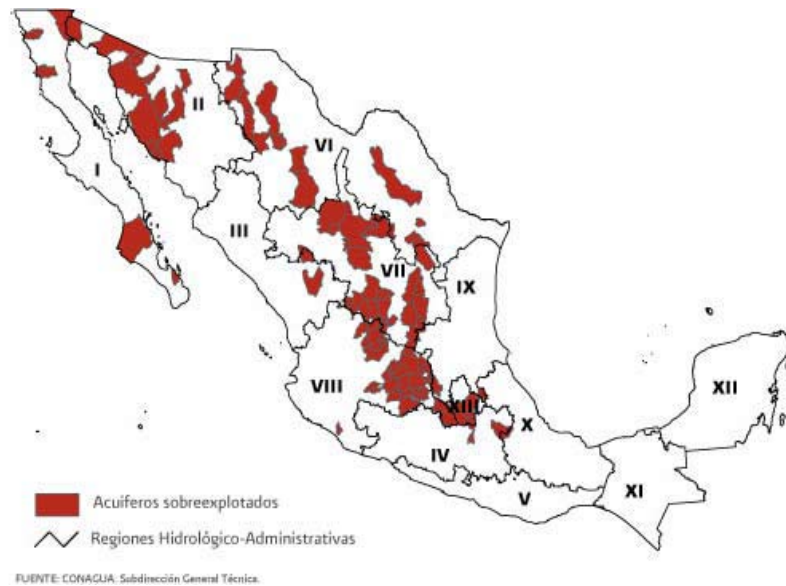 II
VI
I
III
VII
IX
VIII
XII
XIII
X
IV
V
XI
Acuíferos sobreexplotados
Regiones Hidrológico-Administrativas
FUENTE: CONAGUA. Subdirección General Técnica.